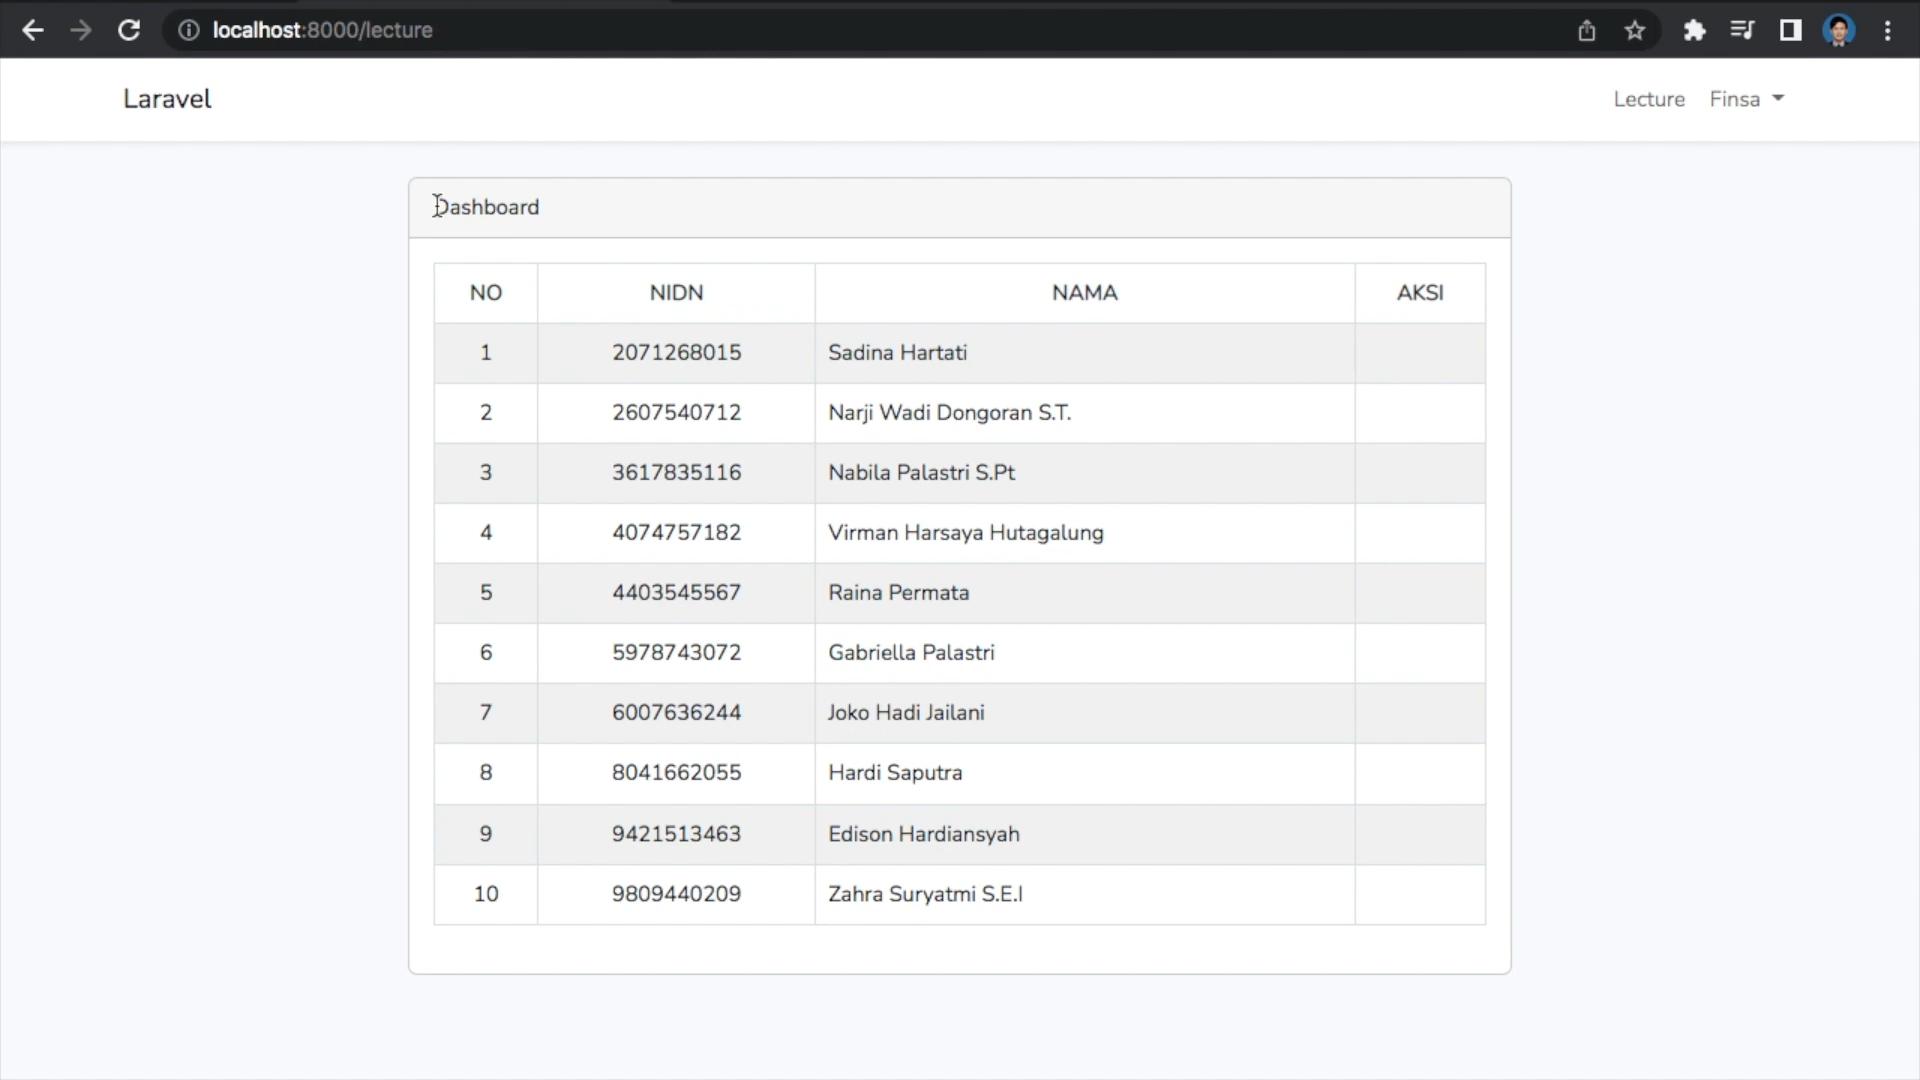 localhost:8000/lecture
Laravel
Lecture Finsa
Dashboard
NO NIDN NAMA AKSI
1 2071268015 Sadina Hartati
2 2607540712 Narji Wadi Dongoran S.T.
3 3617835116 Nabila Palastri S.Pt
4 4074757182 Virman Harsaya Hutagalung
5 4403545567 Raina Permata
6 5978743072 Gabriella Palastri
7 6007636244 Joko Hadi Jailani
8 8041662055 Hardi Saputra
9 9421513463 Edison Hardiansyah
10 9809440209 Zahra Suryatmi S.E.I